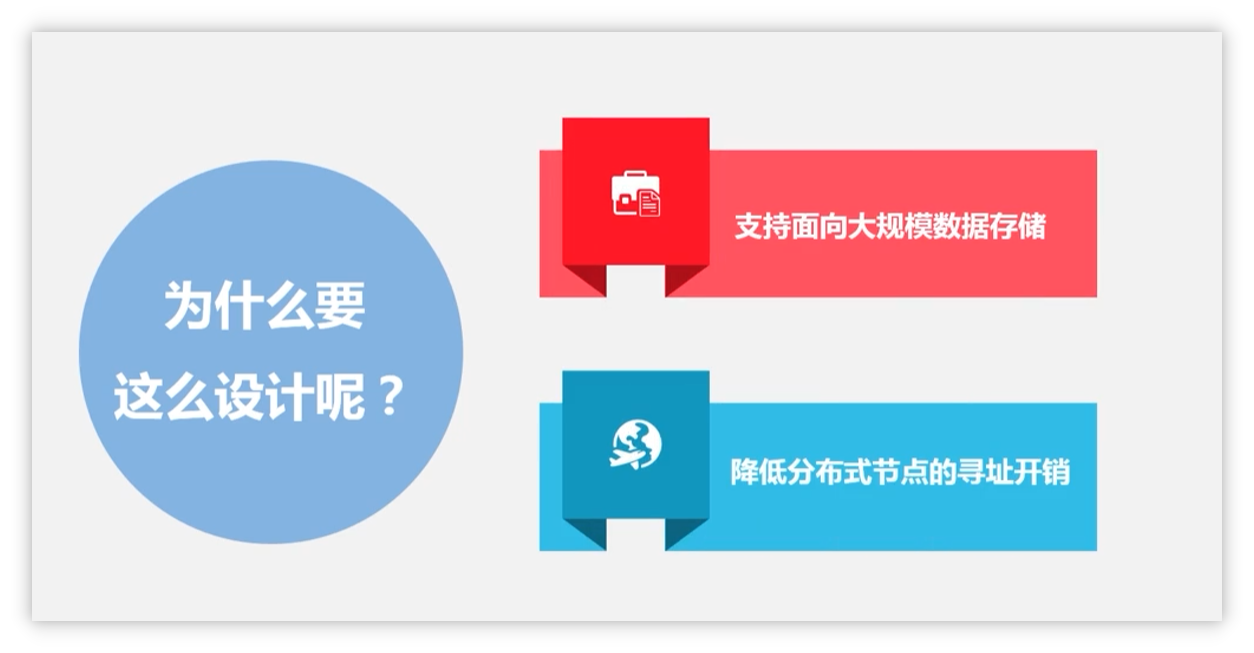 为什么要
这么设计呢？
支持面向大规模数据存储
降低分布式节点的寻址开销